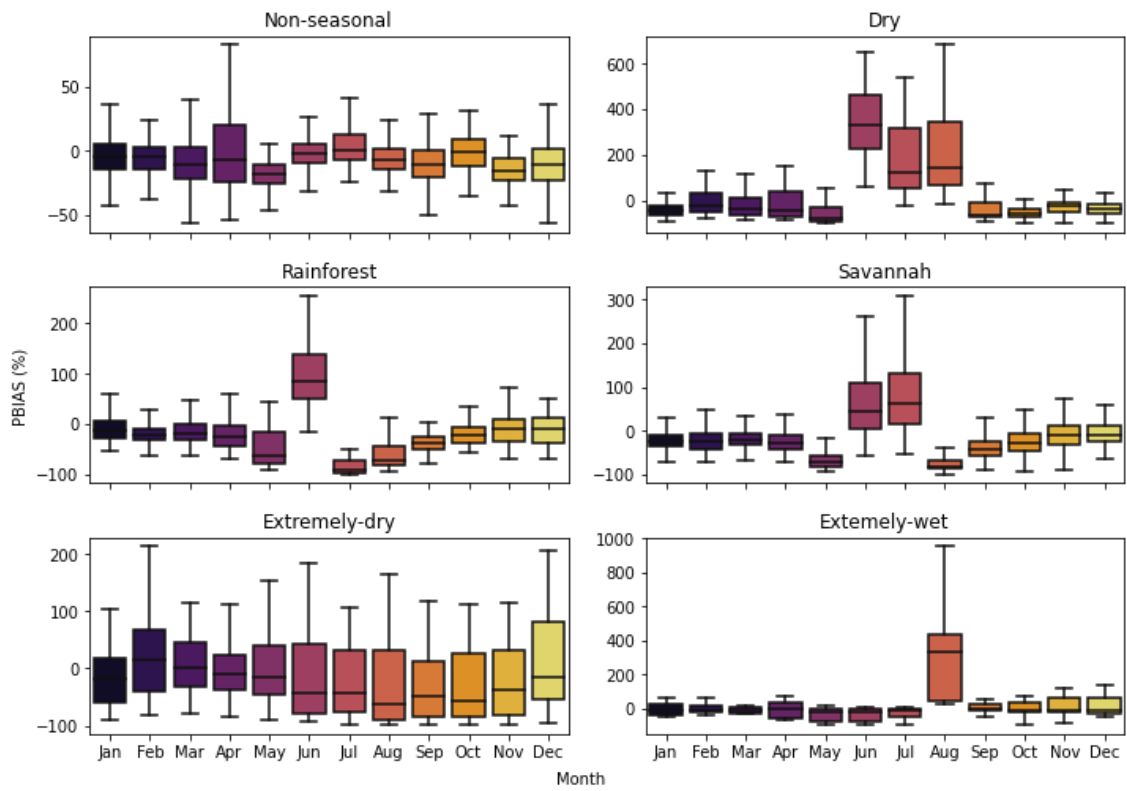 Non-seasonal
Dry
50
0
−50
600
400
200
0
Rainforest
Savannah
PBIAS (%)
200
100
0
−100
300
200
100
0
−100
Extremely-dry
Extemely-wet
200
100
0
−100
1000
800
600
400
200
0
Jan Feb Mar Apr May Jun Jul Aug Sep Oct Nov Dec
Jan Feb Mar Apr May Jun Jul Aug Sep Oct Nov Dec
Month